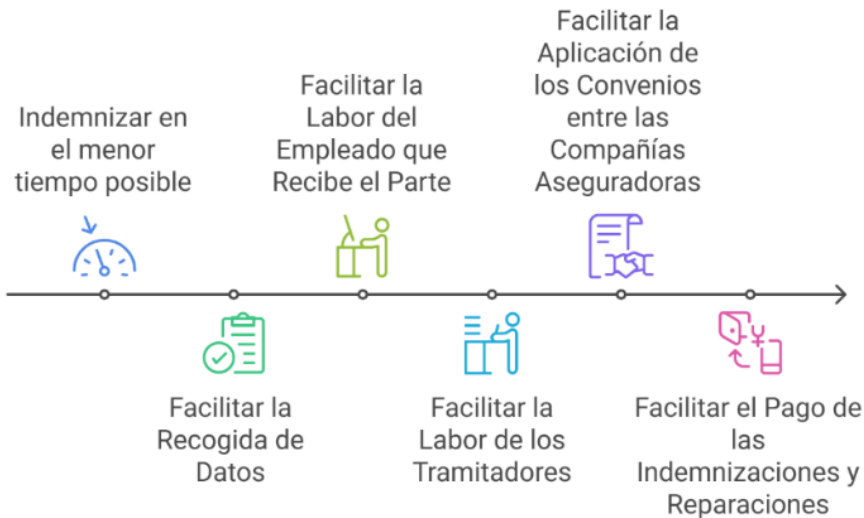 Indemnizar en
el menor
tiempo posible
Facilitar la
Recogida de
Datos
Facilitar la
Labor del
Empleado que
Recibe el Parte
Facilitar la
Labor de los
Tramitadores
Facilitar la
Aplicación de
los Convenios
entre las
Compañías
Aseguradoras
Facilitar el Pago de
las
Indemnizaciones y
Reparaciones